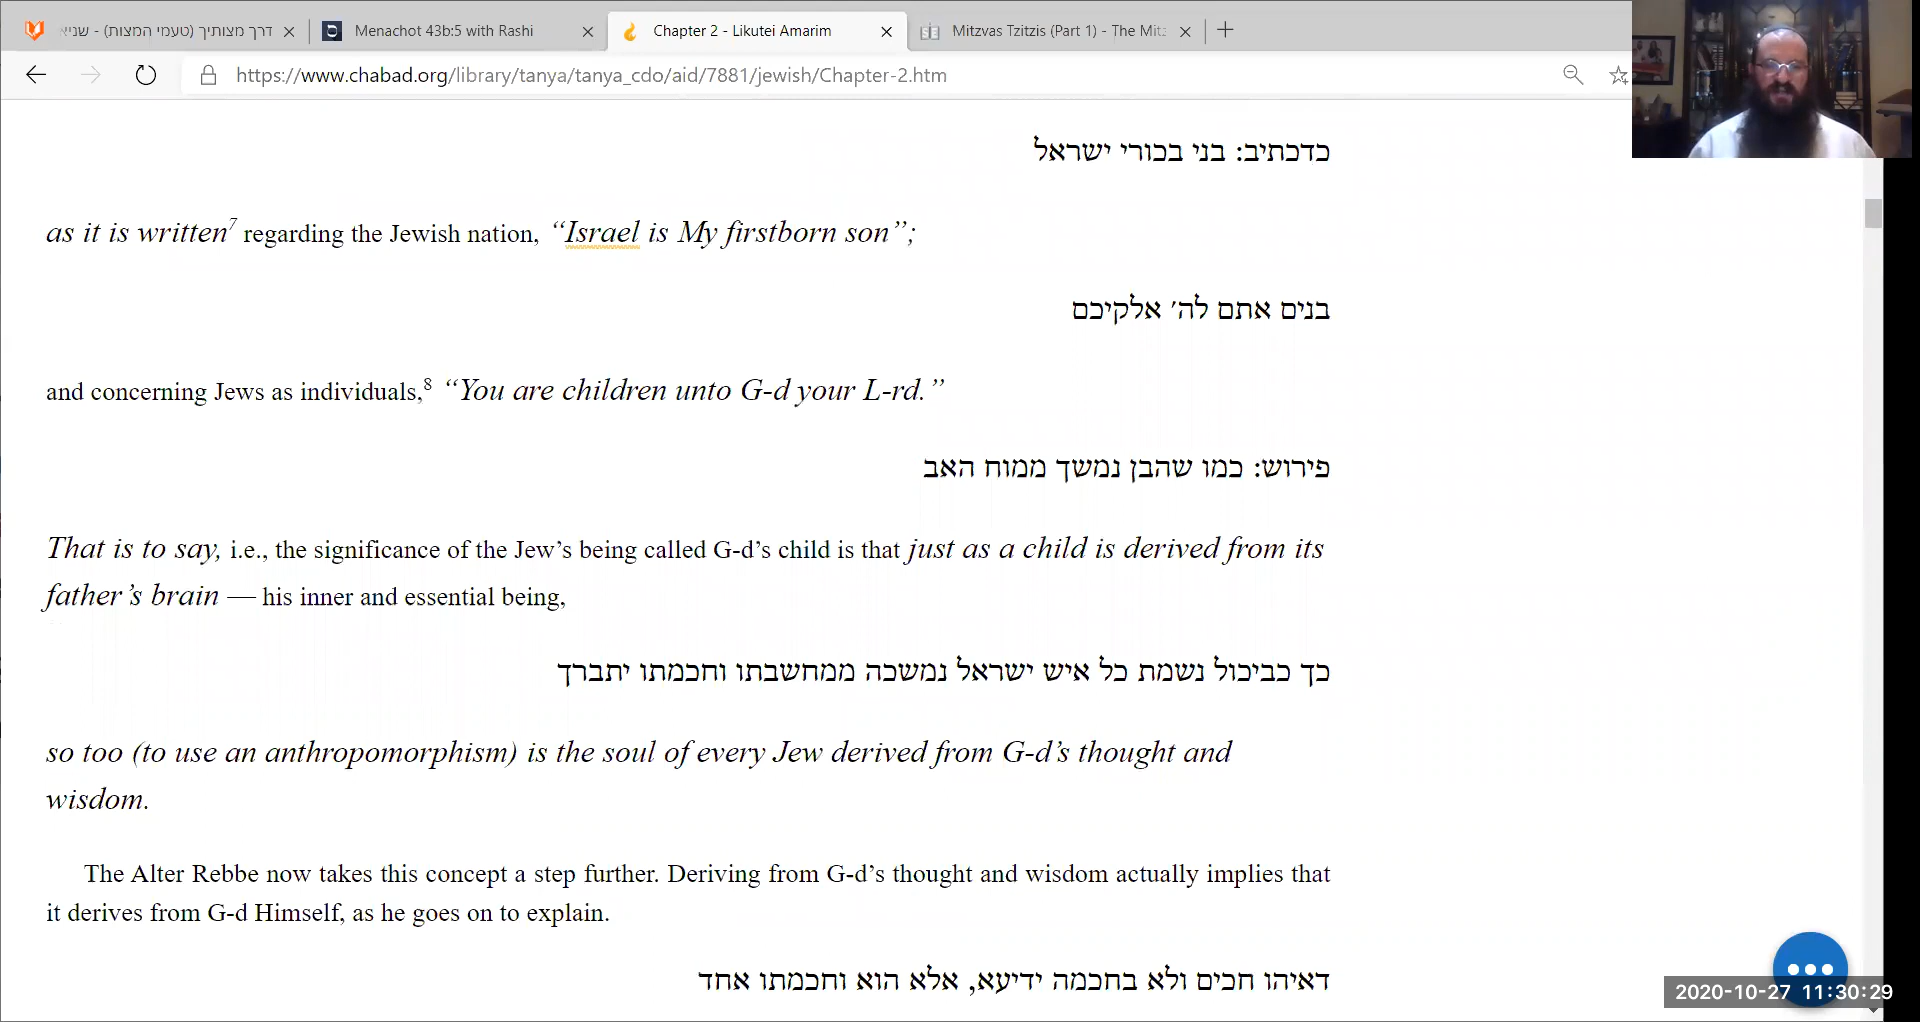 דרך מצותיך (טעמי המצות) - שניא
Menachot 43b:5 with Rashi
Chapter 2 - Likutei Amarim
Mitzvas Tzitzis (Part 1) - The Mitz
https://www.chabad.org/library/tanya/tanya_cdo/aid/7881/jewish/Chapter-2.htm
כדכתיב: בני בכורי ישראל
as it is written7 regarding the Jewish nation, “Israel is My firstborn son”;
בנים אתם לה׳ אלקיכם
and concerning Jews as individuals,8 “You are children unto G-d your L-rd.”
פירוש: כמו שהבן נמשך ממוח האב
That is to say, i.e., the significance of the Jew’s being called G-d’s child is that just as a child is derived from its
father’s brain — his inner and essential being,
כך כביכול נשמת כל איש ישראל נמשכה ממחשבתו וחכמתו יתברך
so too (to use an anthropomorphism) is the soul of every Jew derived from G-d’s thought and
wisdom.
The Alter Rebbe now takes this concept a step further. Deriving from G-d’s thought and wisdom actually implies that
it derives from G-d Himself, as he goes on to explain.
דאיהו חכים ולא בחכמה ידיעא, אלא הוא וחכמתו אחד
2020-10-27 11:30:29